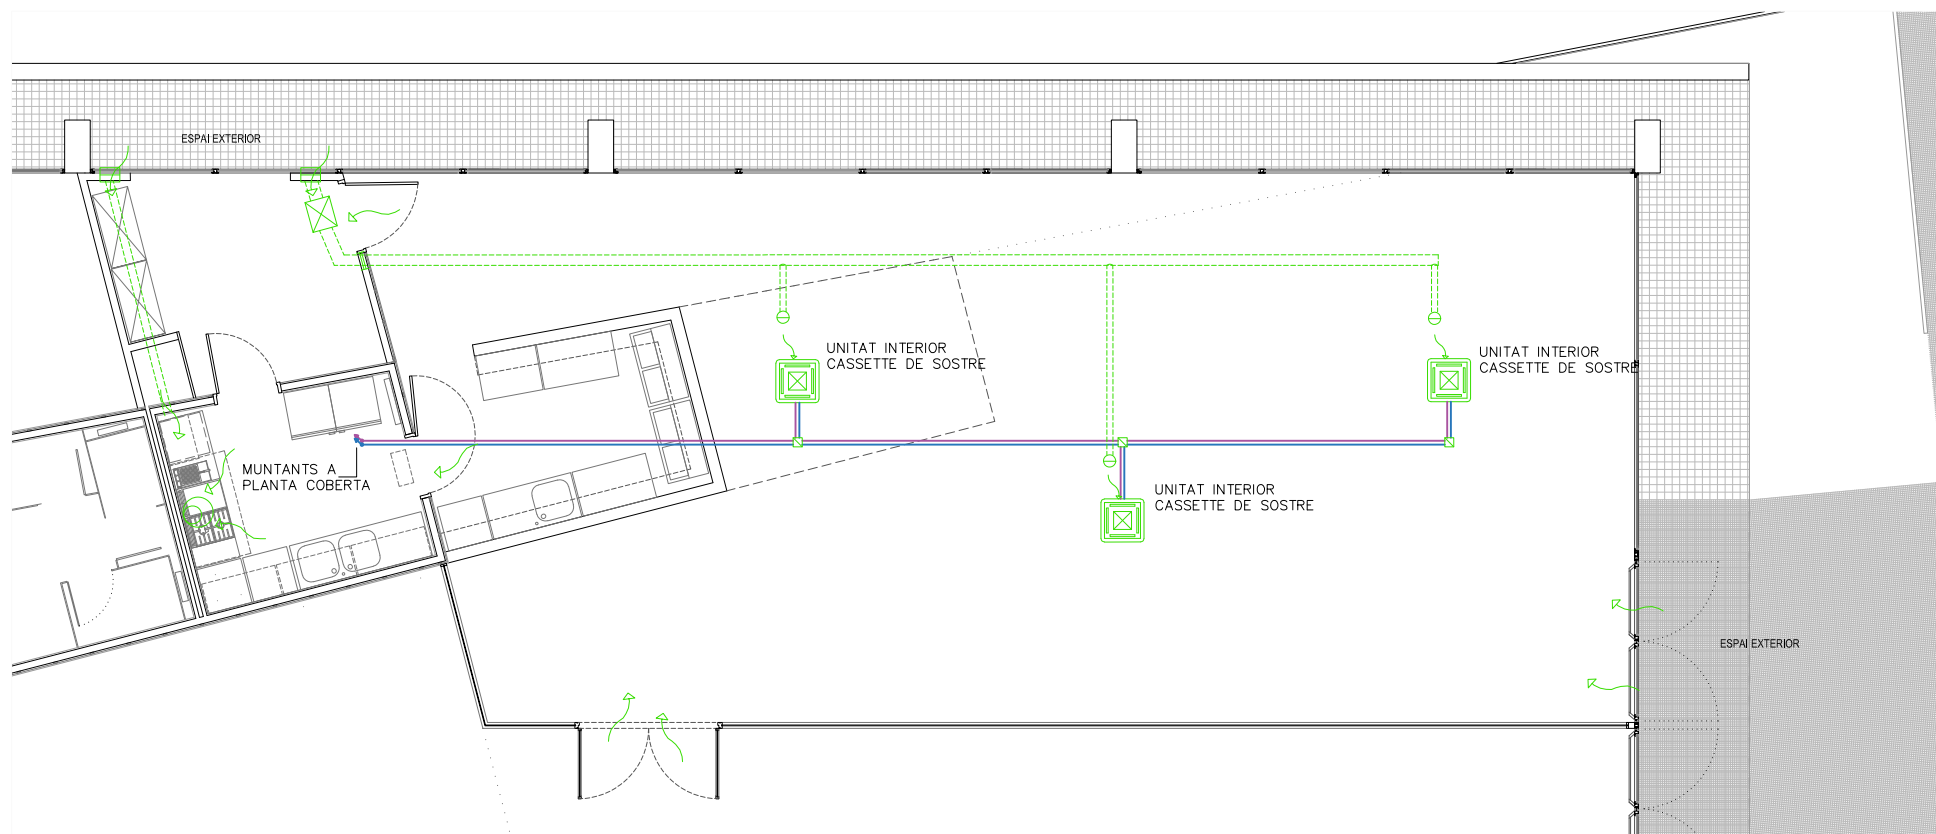 ESPAI EXTERIOR
UNITAT INTERIOR
CASSETTE DE SOSTRE
UNITAT INTERIOR
CASSETTE DE SOSTRE
MUNTANTS A
PLANTA COBERTA
UNITAT INTERIOR
CASSETTE DE SOSTRE
ESPAI EXTERIOR